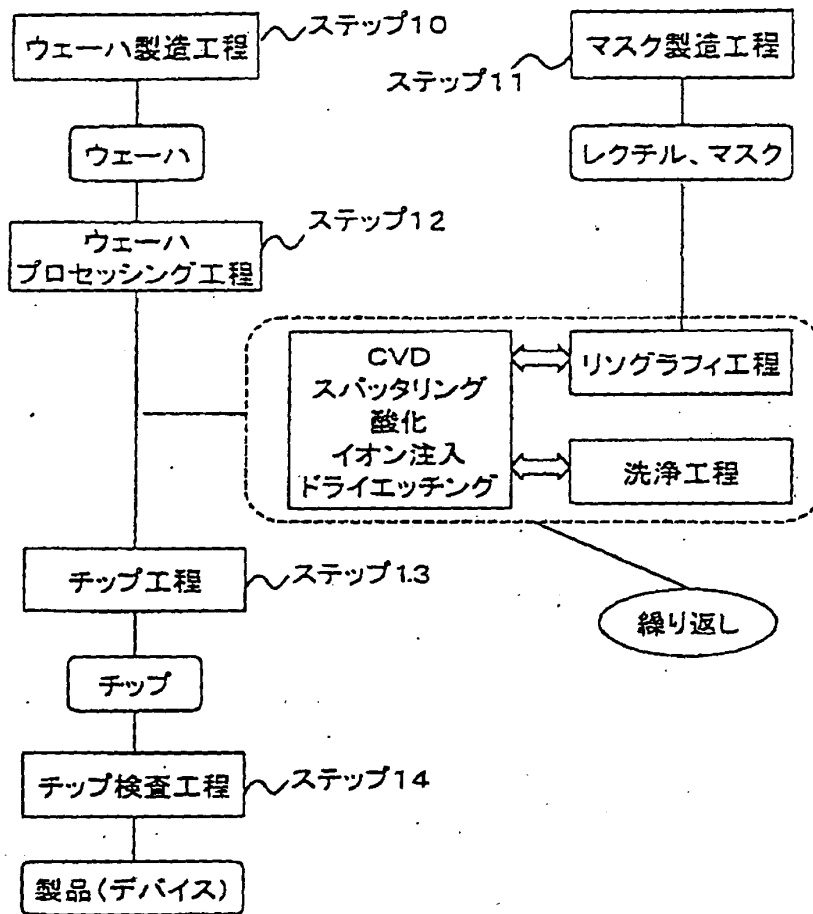 ウェーハ製造工程
ステップ10
マスク製造工程
ステップ11
ウェーハ
レクチル、マスク
ウェーハ
プロセッシング工程
ステップ12
CVD
スパッタリング
酸化
イオン注入
ドライエッチング
リソグラフィ工程
洗浄工程
チップ工程
ステップ13
繰り返し
チップ
チップ検査工程
ステップ14
製品(デバイス)